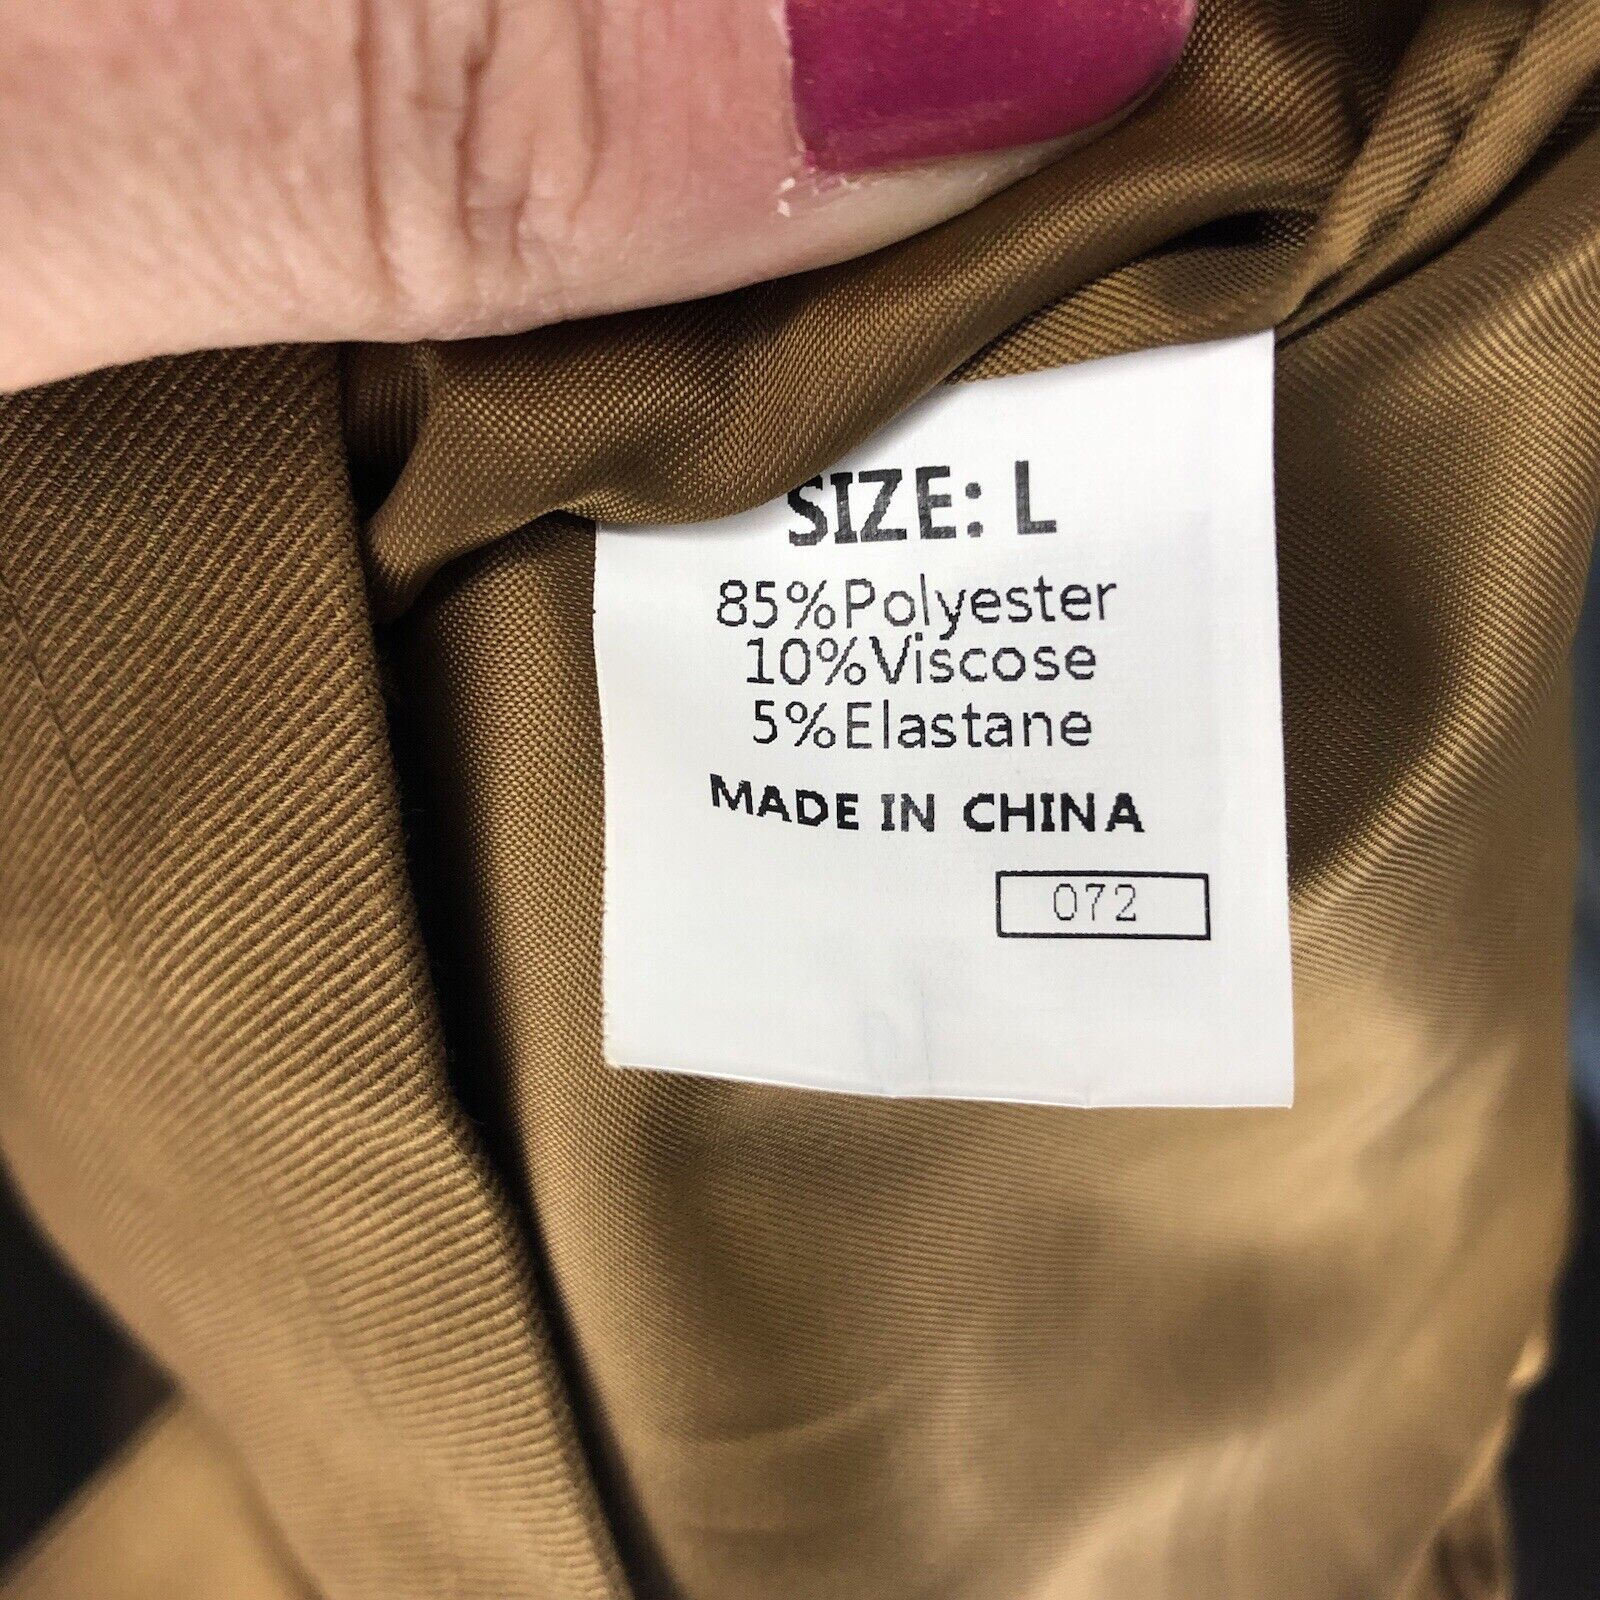 SIZE: L
85%Polyester
10%Viscose
5%Elastane
MADE IN CHINA
072